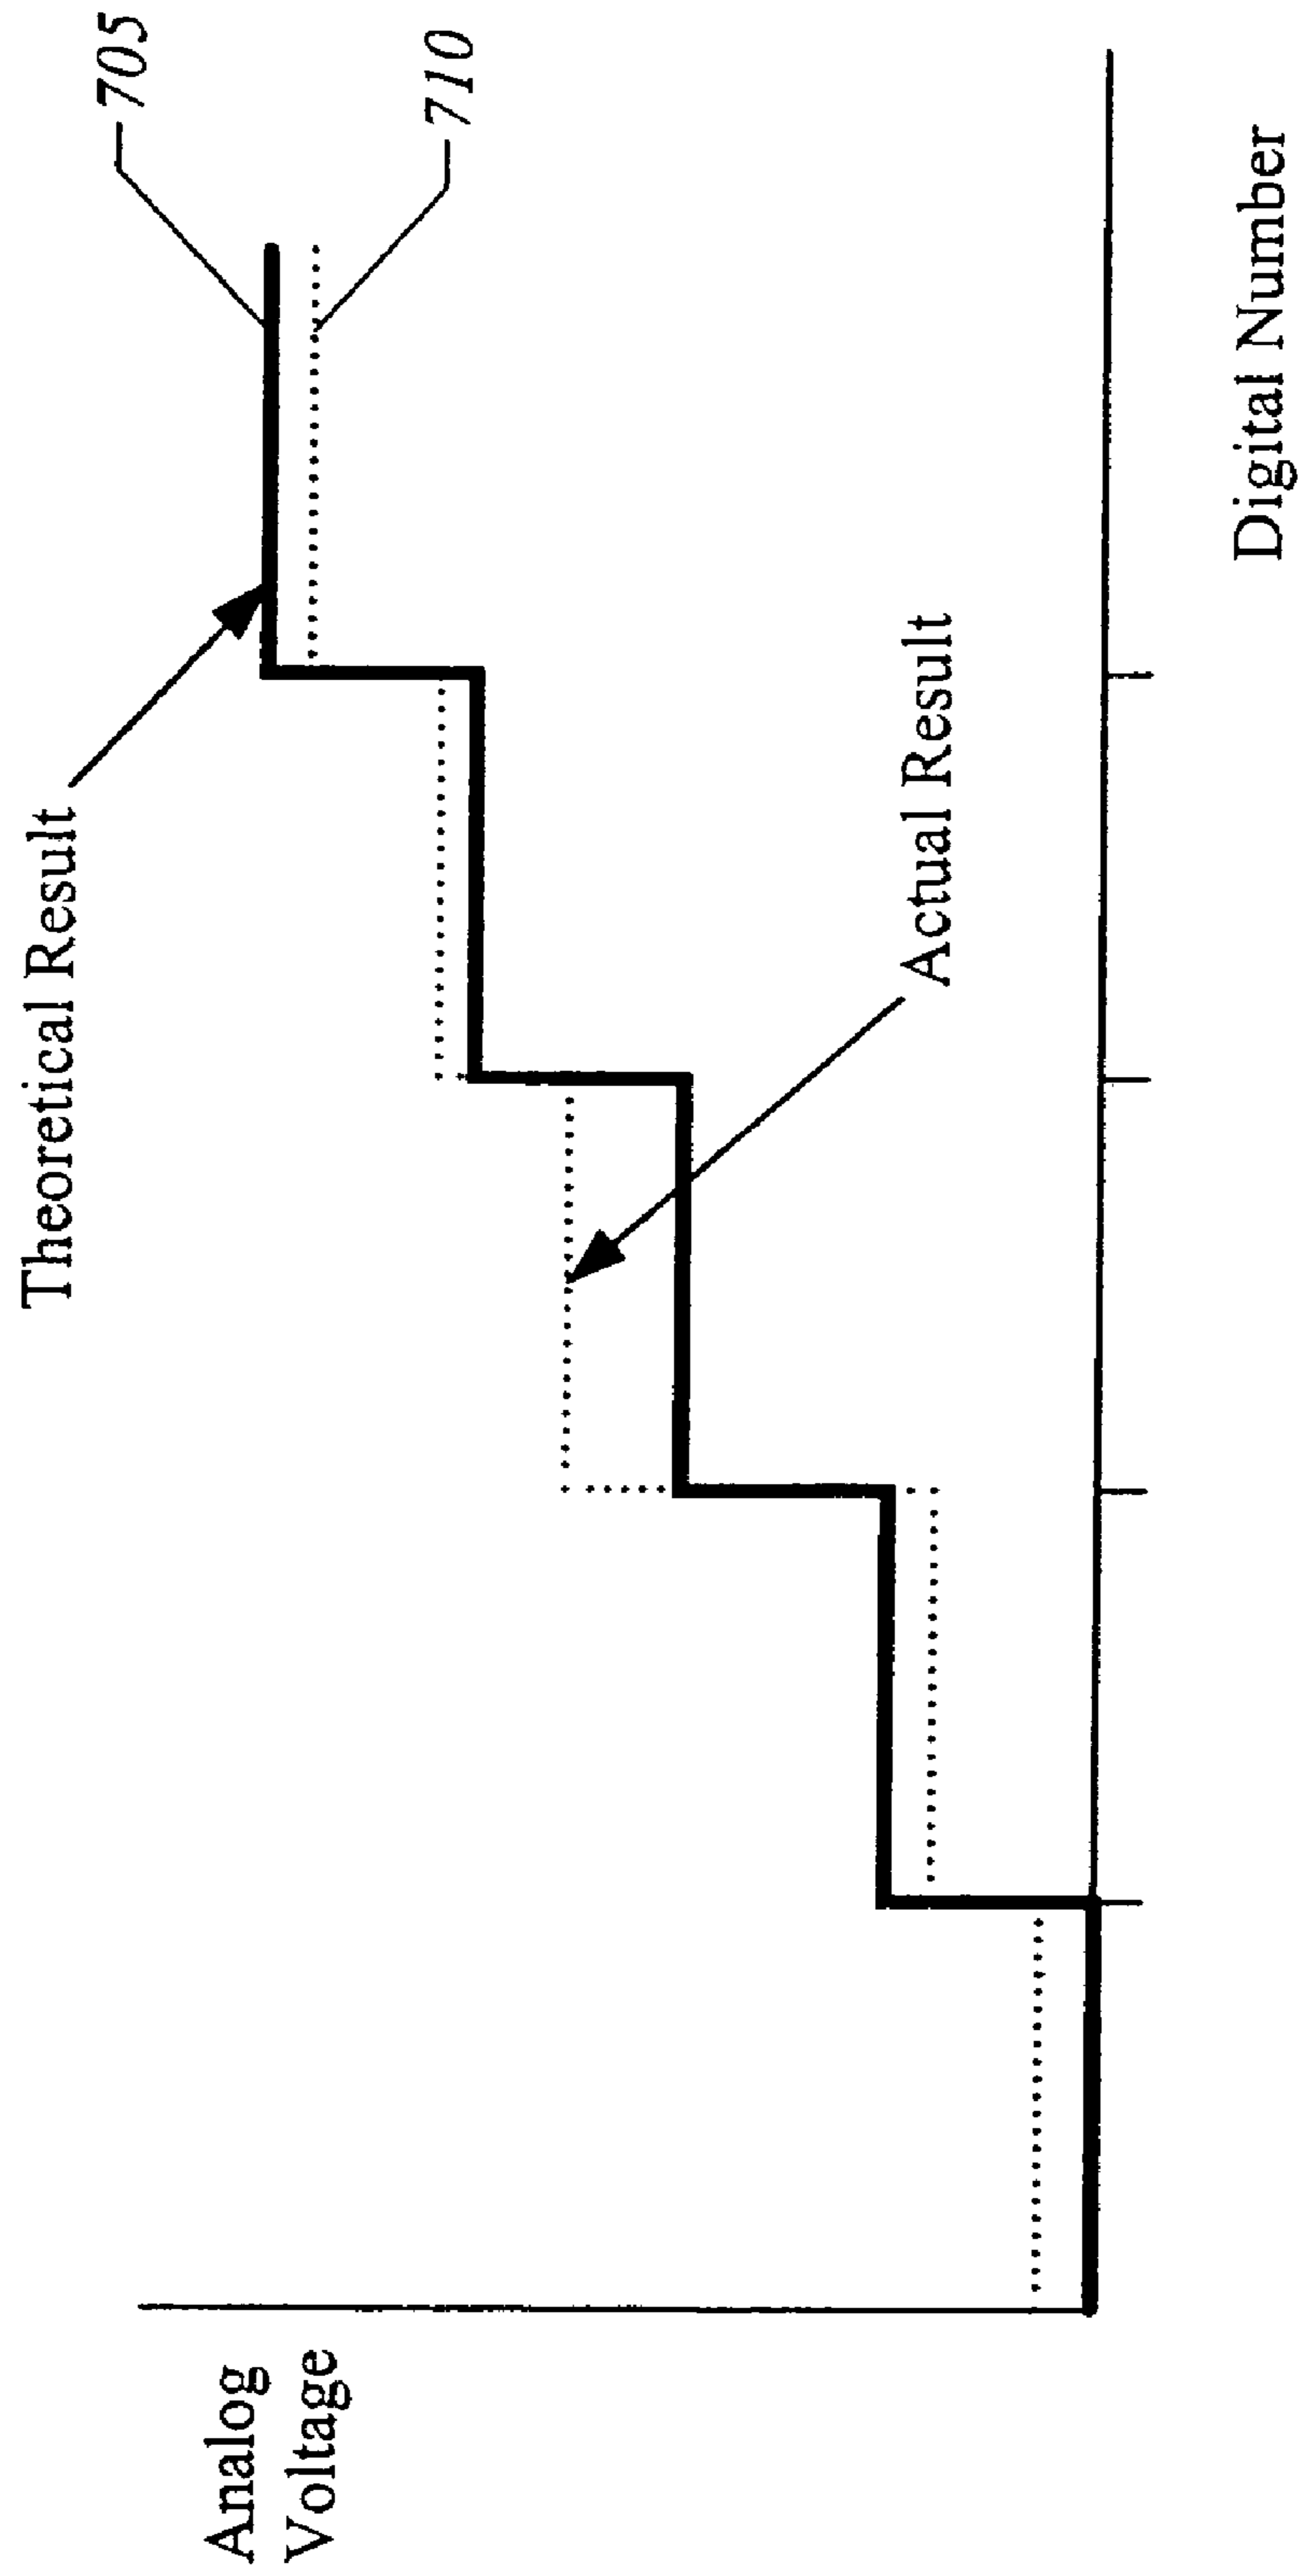 Theoretical Result
705
710
Analog
Voltage
Actual Result
Digital Number